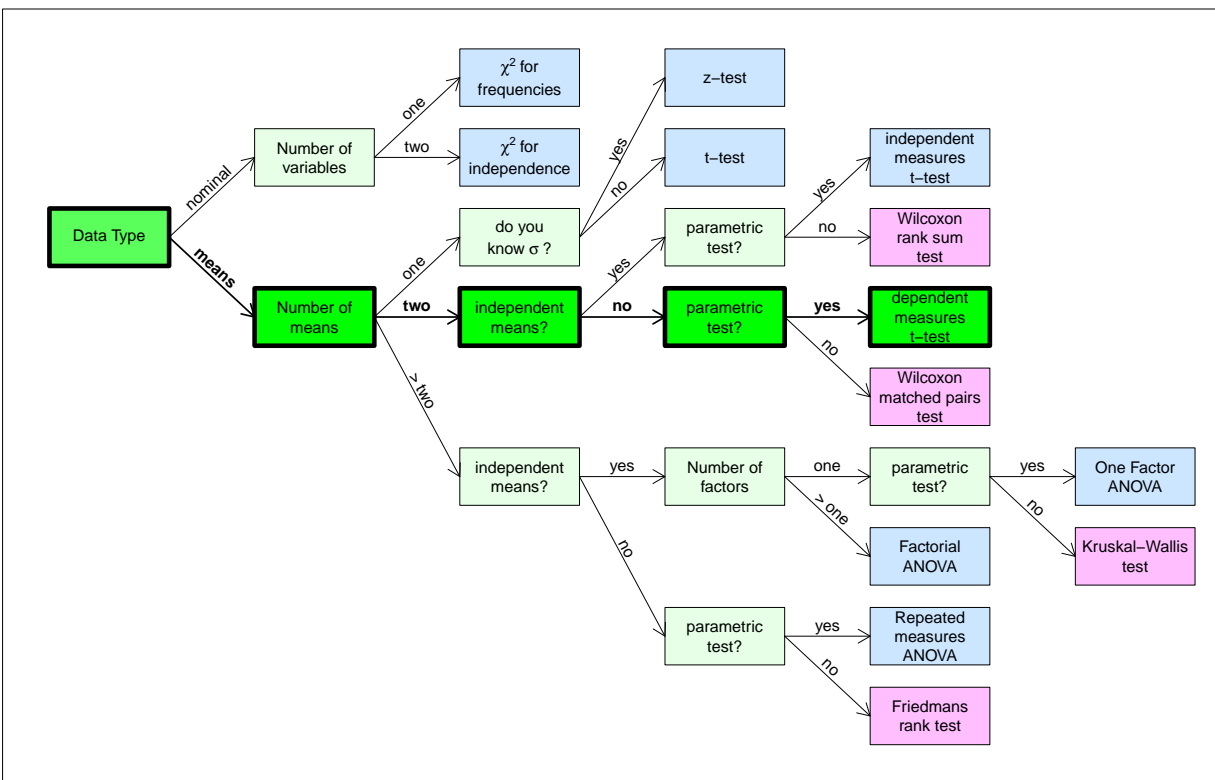 χ² for
frequencies
z−test
one
Number of
variables
two
χ² for
independence
yes
t−test
independent
measures
t−test
nominal
no
yes
Data Type
do you
know σ ?
parametric
test?
no
Wilcoxon
rank sum
test
means
one
yes
Number of
means
two
independent
means?
no
parametric
test?
yes
dependent
measures
t−test
no
> two
Wilcoxon
matched pairs
test
independent
means?
yes
Number of
factors
one
parametric
test?
yes
One Factor
ANOVA
> one
no
no
Factorial
ANOVA
Kruskal−Wallis
test
parametric
test?
yes
Repeated
measures
ANOVA
no
Friedmans
rank test